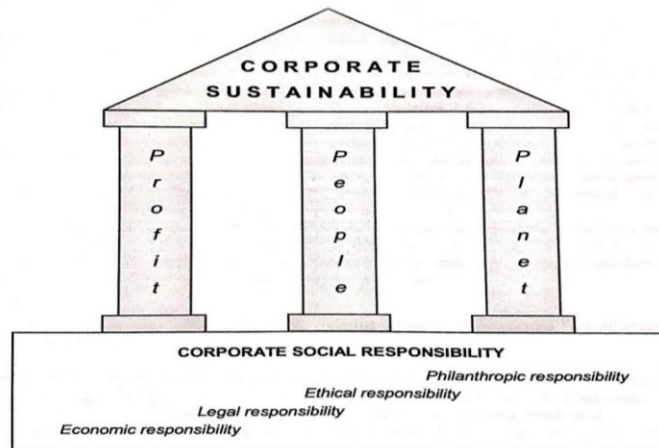 CORPORATE
SUSTAINABILITY
Profit
People
Planet
CORPORATE SOCIAL RESPONSIBILITY
Philanthropic responsibility
Ethical responsibility
Legal responsibility
Economic responsibility